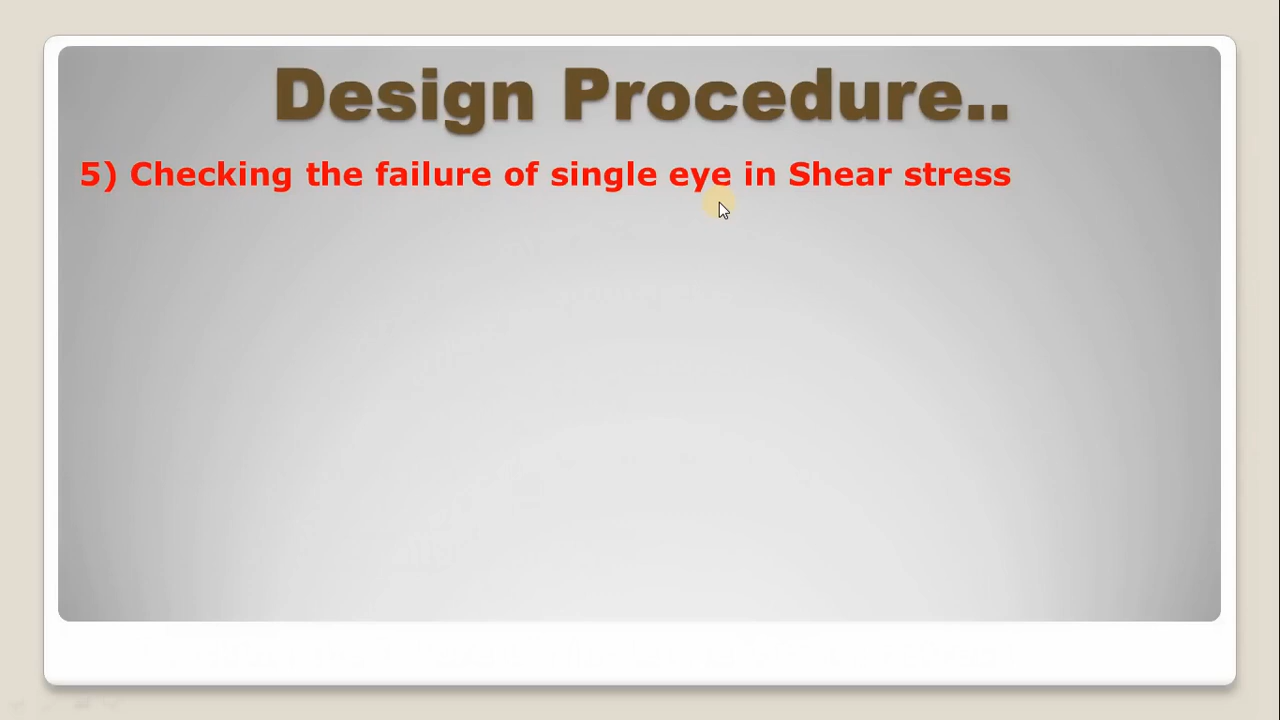 Design Procedure..
5) Checking the failure of single eye in Shear stress